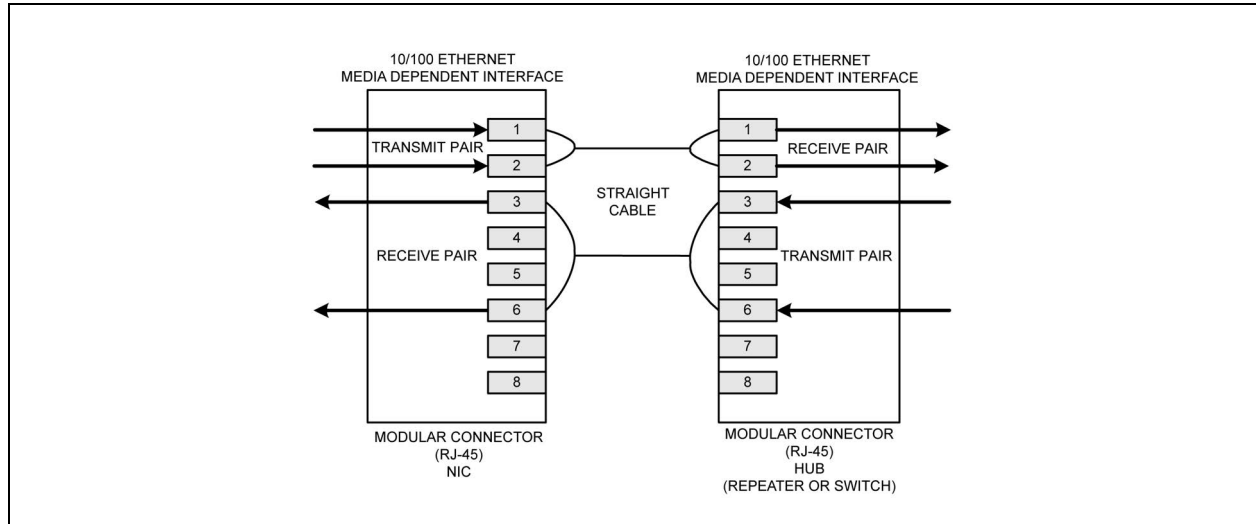 10/100 ETHERNET
MEDIA DEPENDENT INTERFACE
1
TRANSMIT PAIR
2
3
4
RECEIVE PAIR
5
6
7
8
MODULAR CONNECTOR
(RJ-45)
NIC
STRAIGHT
CABLE
10/100 ETHERNET
MEDIA DEPENDENT INTERFACE
1
RECEIVE PAIR
2
3
4
TRANSMIT PAIR
5
6
7
8
MODULAR CONNECTOR
(RJ-45)
HUB
(REPEATER OR SWITCH)